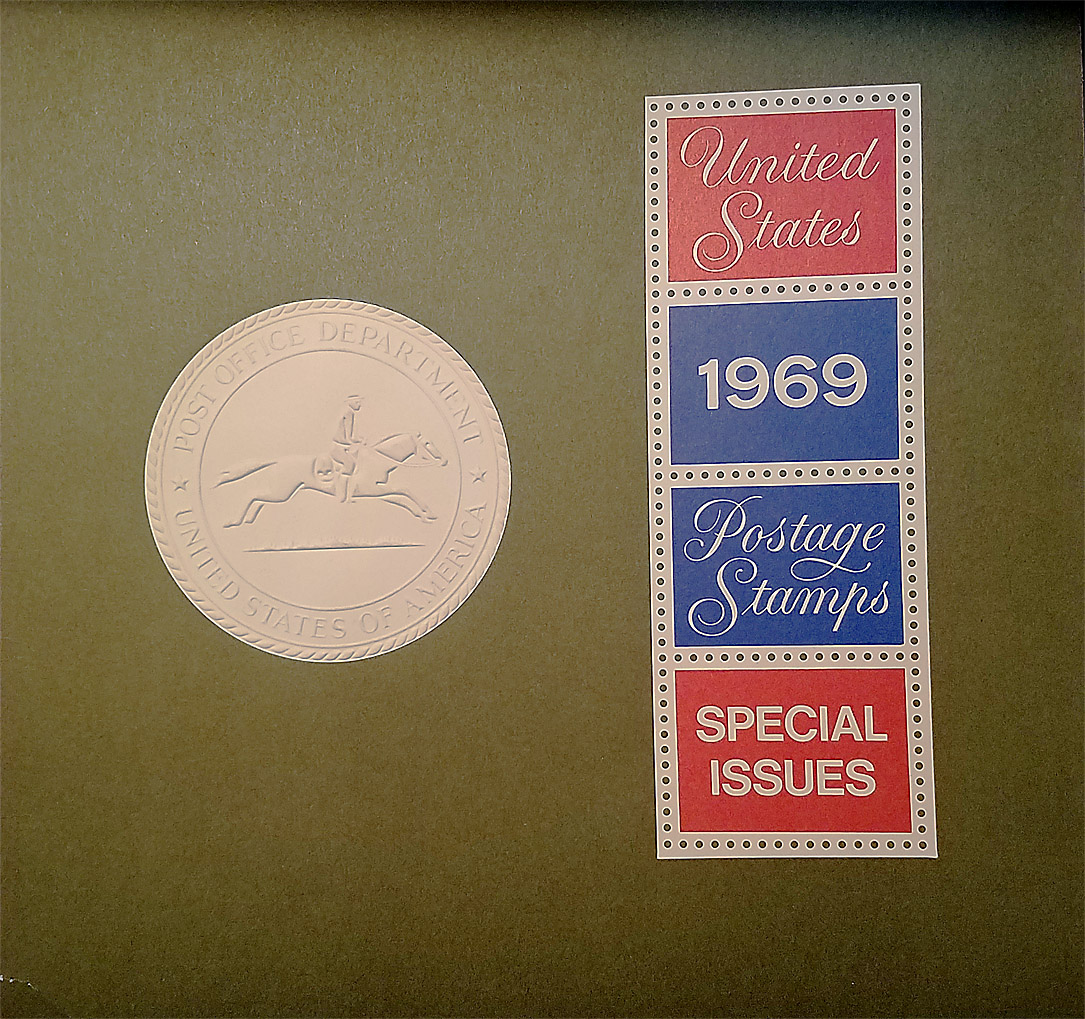 POST OFFICE DEPARTMENT
★ UNITED STATES OF AMERICA ★
United
States
1969
Postage
Stamps
SPECIAL
ISSUES